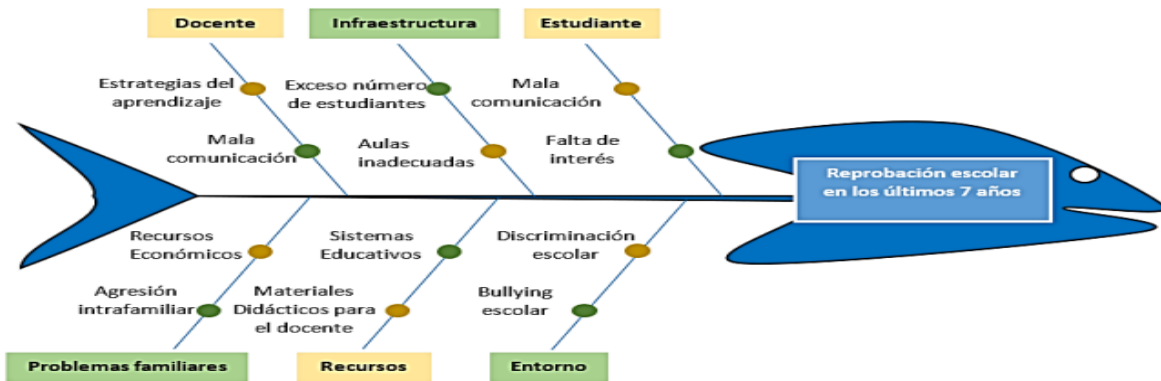 Docente
Infraestructura
Estudiante
Estrategias del
aprendizaje
Exceso número
de estudiantes
Mala
comunicación
Mala
comunicación
Aulas
inadecuadas
Falta de
interés
Reprobación escolar
en los últimos 7 años
Recursos
Económicos
Sistemas
Educativos
Discriminación
escolar
Agresión
intrafamiliar
Materiales
Didácticos para
el docente
Bullying
escolar
Problemas familiares
Recursos
Entorno